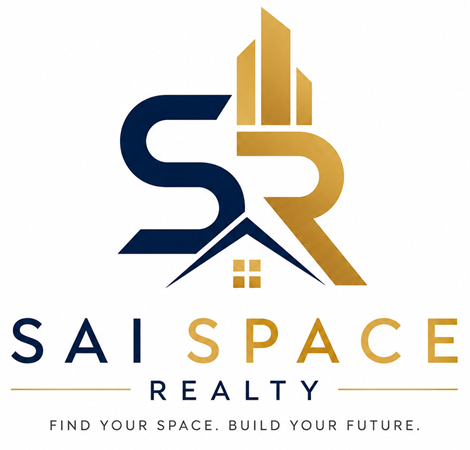 SR
SAI SPACE
REALTY
FIND YOUR SPACE. BUILD YOUR FUTURE.